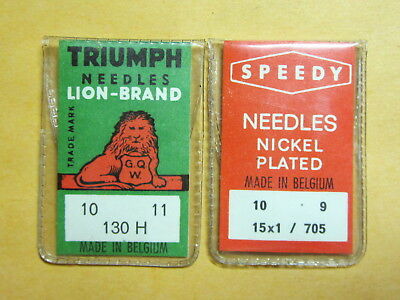 TRIUMPH
NEEDLES
LION-BRAND
TRADE MARK
G.Q
W
10 11
130 H
MADE IN BELGIUM
SPEEDY
NEEDLES
NICKEL
PLATED
MADE IN BELGIUM
10 9
15x1 / 705